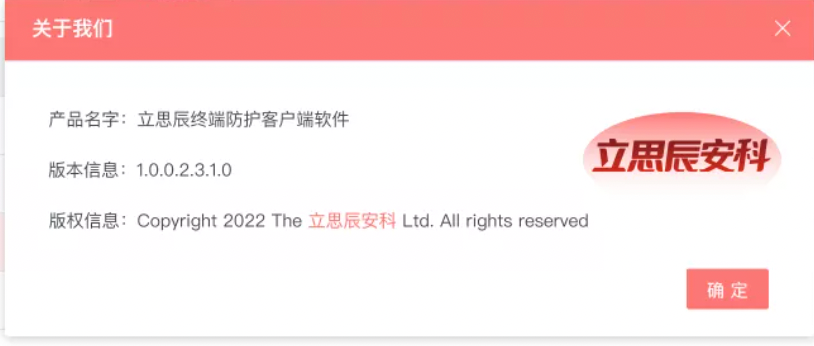 关于我们
产品名字：立思辰终端防护客户端软件
立思辰安科
版本信息：1.0.0.2.3.1.0
版权信息：Copyright 2022 The 立思辰安科 Ltd. All rights reserved
确 定